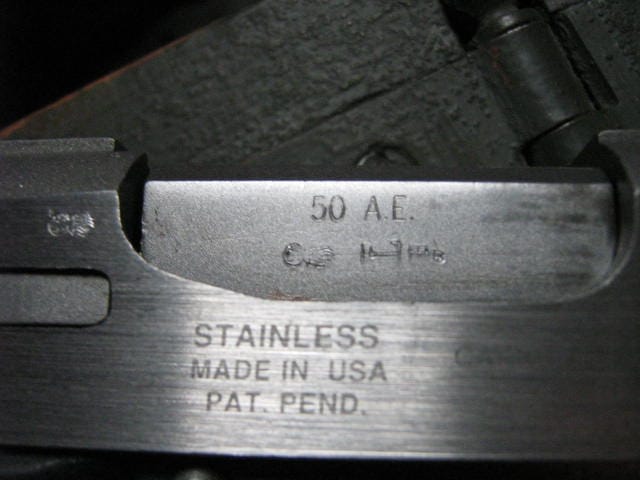 50 A.E.
STAINLESS
MADE IN USA
PAT. PEND.